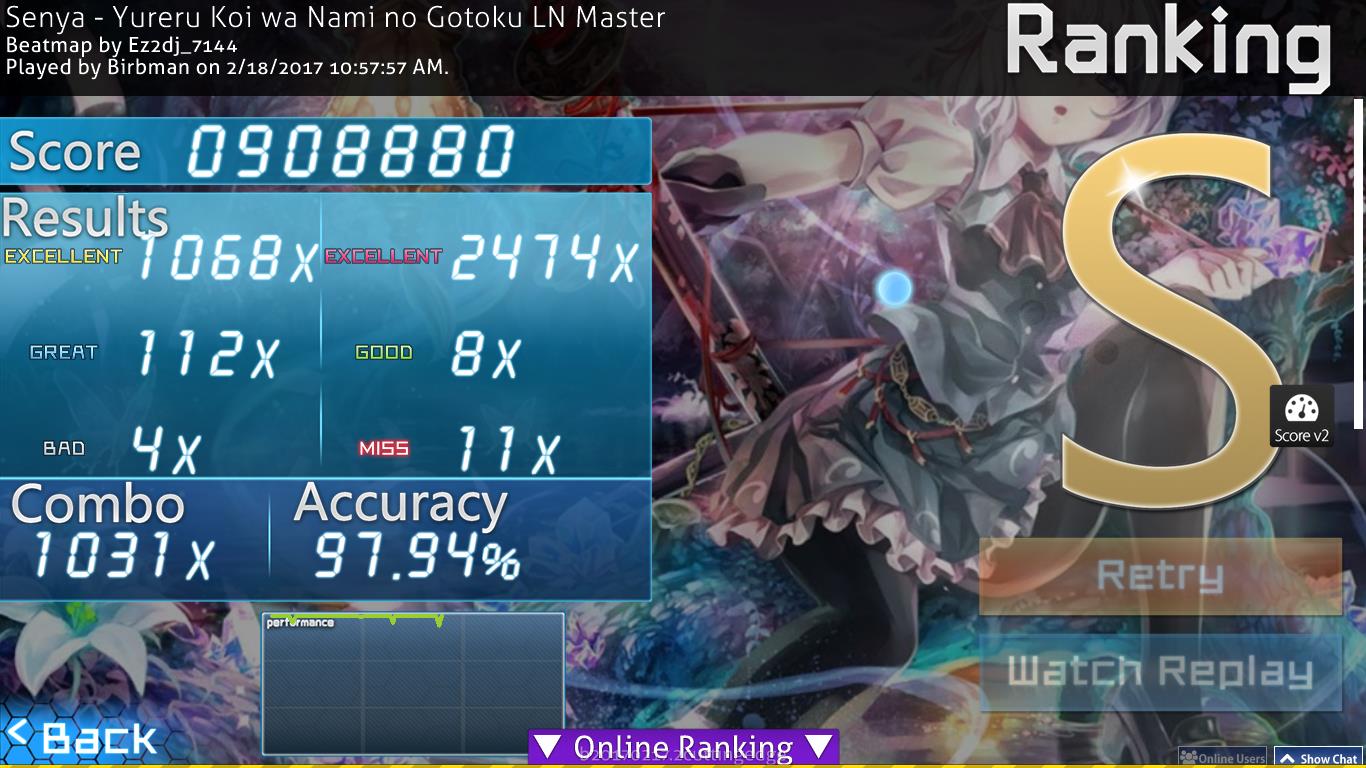 Senya - Yureru Koi wa Nami no Gotoku LN Master
Beatmap by Ez2dj_7144
Played by Birbman on 2/18/2017 10:57:57 AM.
Ranking
Score 0908880
Results
EXCELLENT 1068x EXCELLENT 2474x
GREAT 112x GOOD 8x
BAD 4x MISS 11x
Combo Accuracy
1031x 97.94%
S
Score v2
performance
Retry
Watch Replay
< Back
▼ Online Ranking ▼
Online Users Show Chat